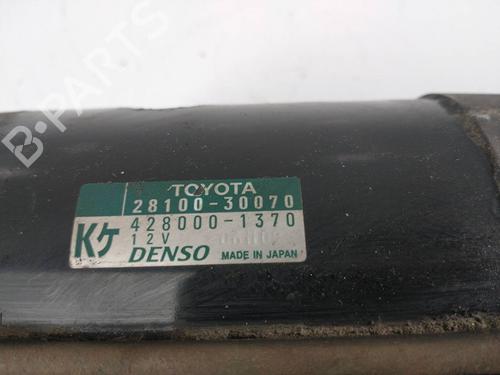 B-PARTS
TOYOTA
28100-30070
428000-1370
Kケ
12V
DENSO MADE IN JAPAN